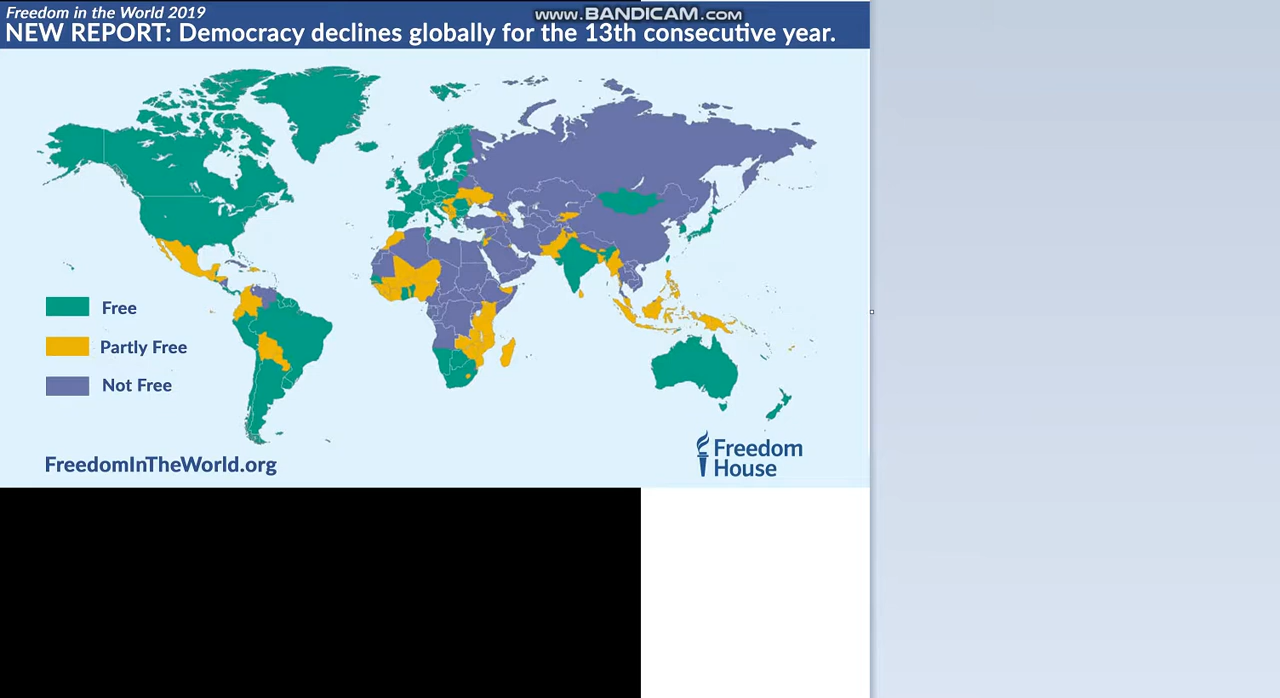 www.BANDICAM.com
Freedom in the World 2019
NEW REPORT: Democracy declines globally for the 13th consecutive year.
Free
Partly Free
Not Free
FreedomInTheWorld.org
Freedom
House